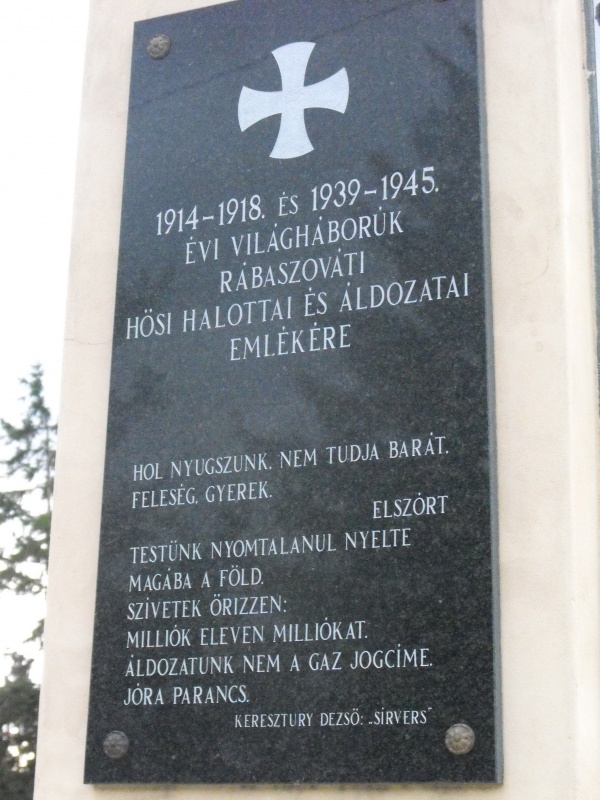 1914-1918. ÉS 1939-1945.
ÉVI VILÁGHÁBORÚK
RÁBASZOVÁTI
HŐSI HALOTTAI ÉS ÁLDOZATAI
EMLÉKÉRE
HOL NYUGSZUNK, NEM TUDJA BARÁT,
FELESÉG, GYEREK.
ELSZÓRT
TESTÜNK NYOMTALANUL NYELTE
MAGÁBA A FÖLD.
SZÍVETEK ŐRIZZEN:
MILLIÓK ELEVEN MILLIÓKAT.
ÁLDOZATUNK NEM A GAZ JOGCÍME.
JÓRA PARANCS.
KERESZTURY DEZSŐ: „SÍRVERS"